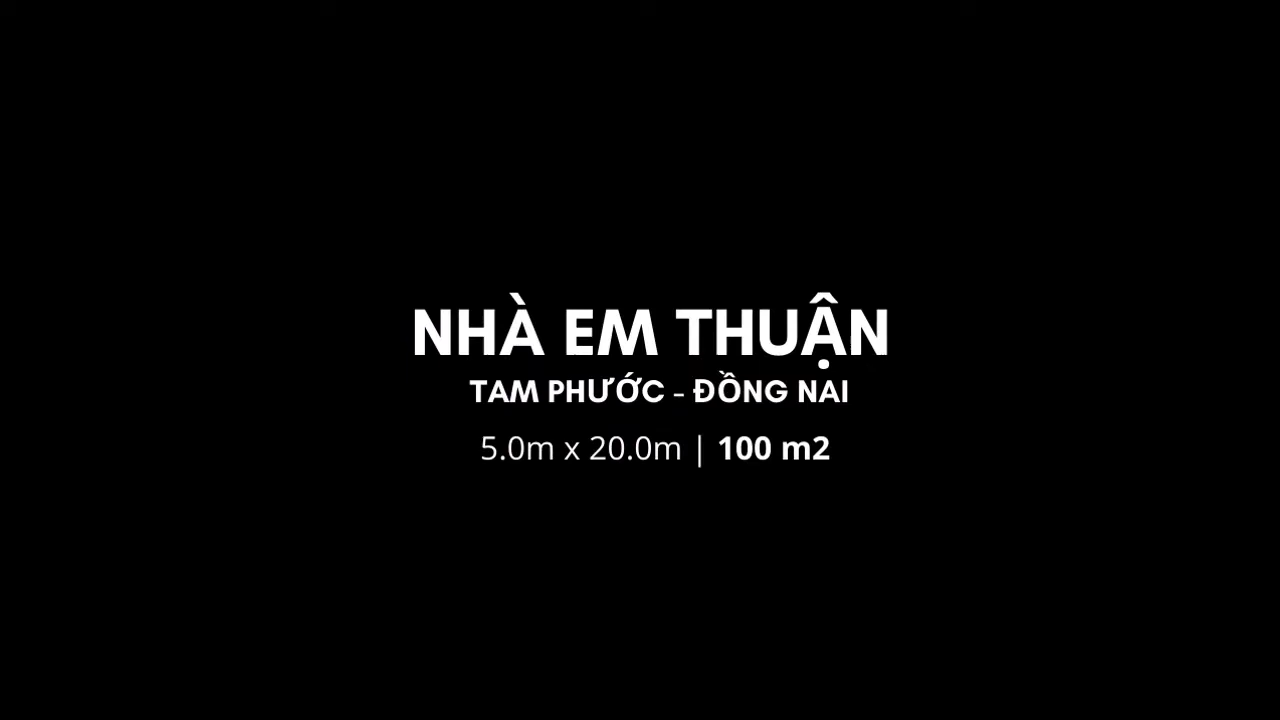 NHÀ EM THUẬN
TAM PHƯỚC - ĐỒNG NAI
5.0m x 20.0m | 100 m2